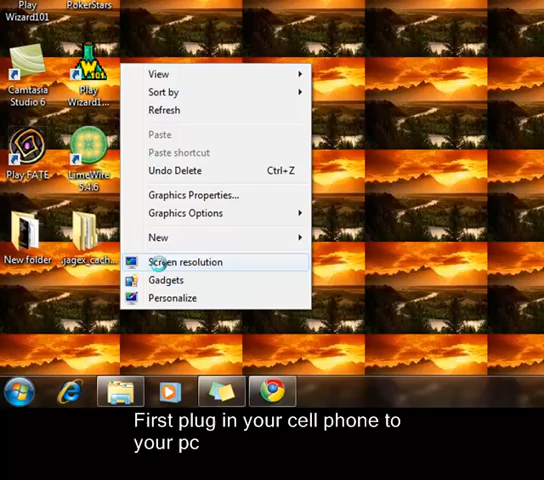 Play
Wizard101
PokerStars
Camtasia
Studio 6
Play
Wizard1...
Play FATE
LimeWire
5.4.6
New folder
.jagex_cach...
View
Sort by
Refresh
Paste
Paste shortcut
Undo Delete Ctrl+Z
Graphics Properties...
Graphics Options
New
Screen resolution
Gadgets
Personalize
First plug in your cell phone to
your pc